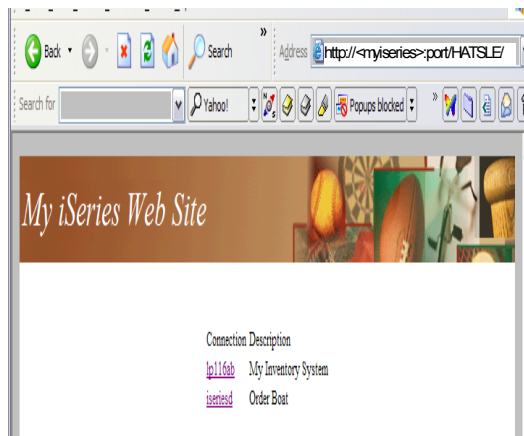 Back Search » Address http://<myiseries>:port/HATSLE/
Search for Yahoo! Popups blocked »
My iSeries Web Site
Connection Description
lp116ab My Inventory System
iseriesd Order Boat